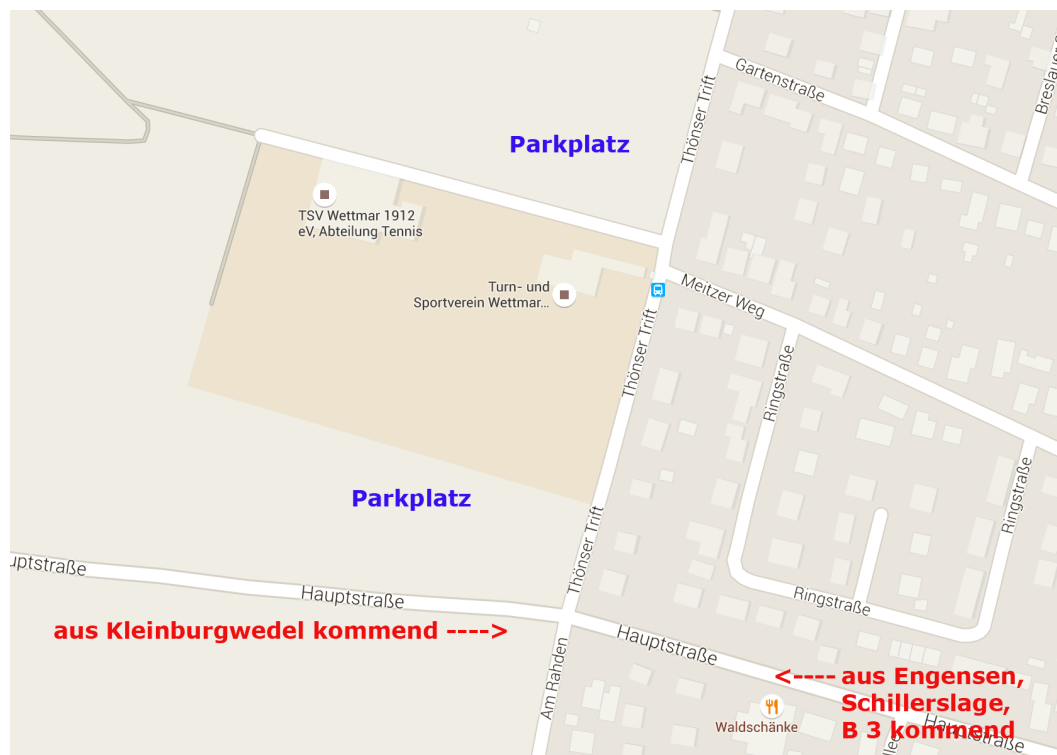 Gartenstraße
Breslauer
Thönser Trift
Parkplatz
TSV Wettmar 1912
eV, Abteilung Tennis
Turn- und
Sportverein Wettmar...
Meitzer Weg
Thönser Trift
Ringstraße
Ringstraße
Parkplatz
Thönser Trift
uptstraße
Hauptstraße
Ringstraße
aus Kleinburgwedel kommend ---->
Hauptstraße
Am Rahden
<---- aus Engensen,
Schillerslage,
B 3 kommend
Waldschänke
Hauptstraße